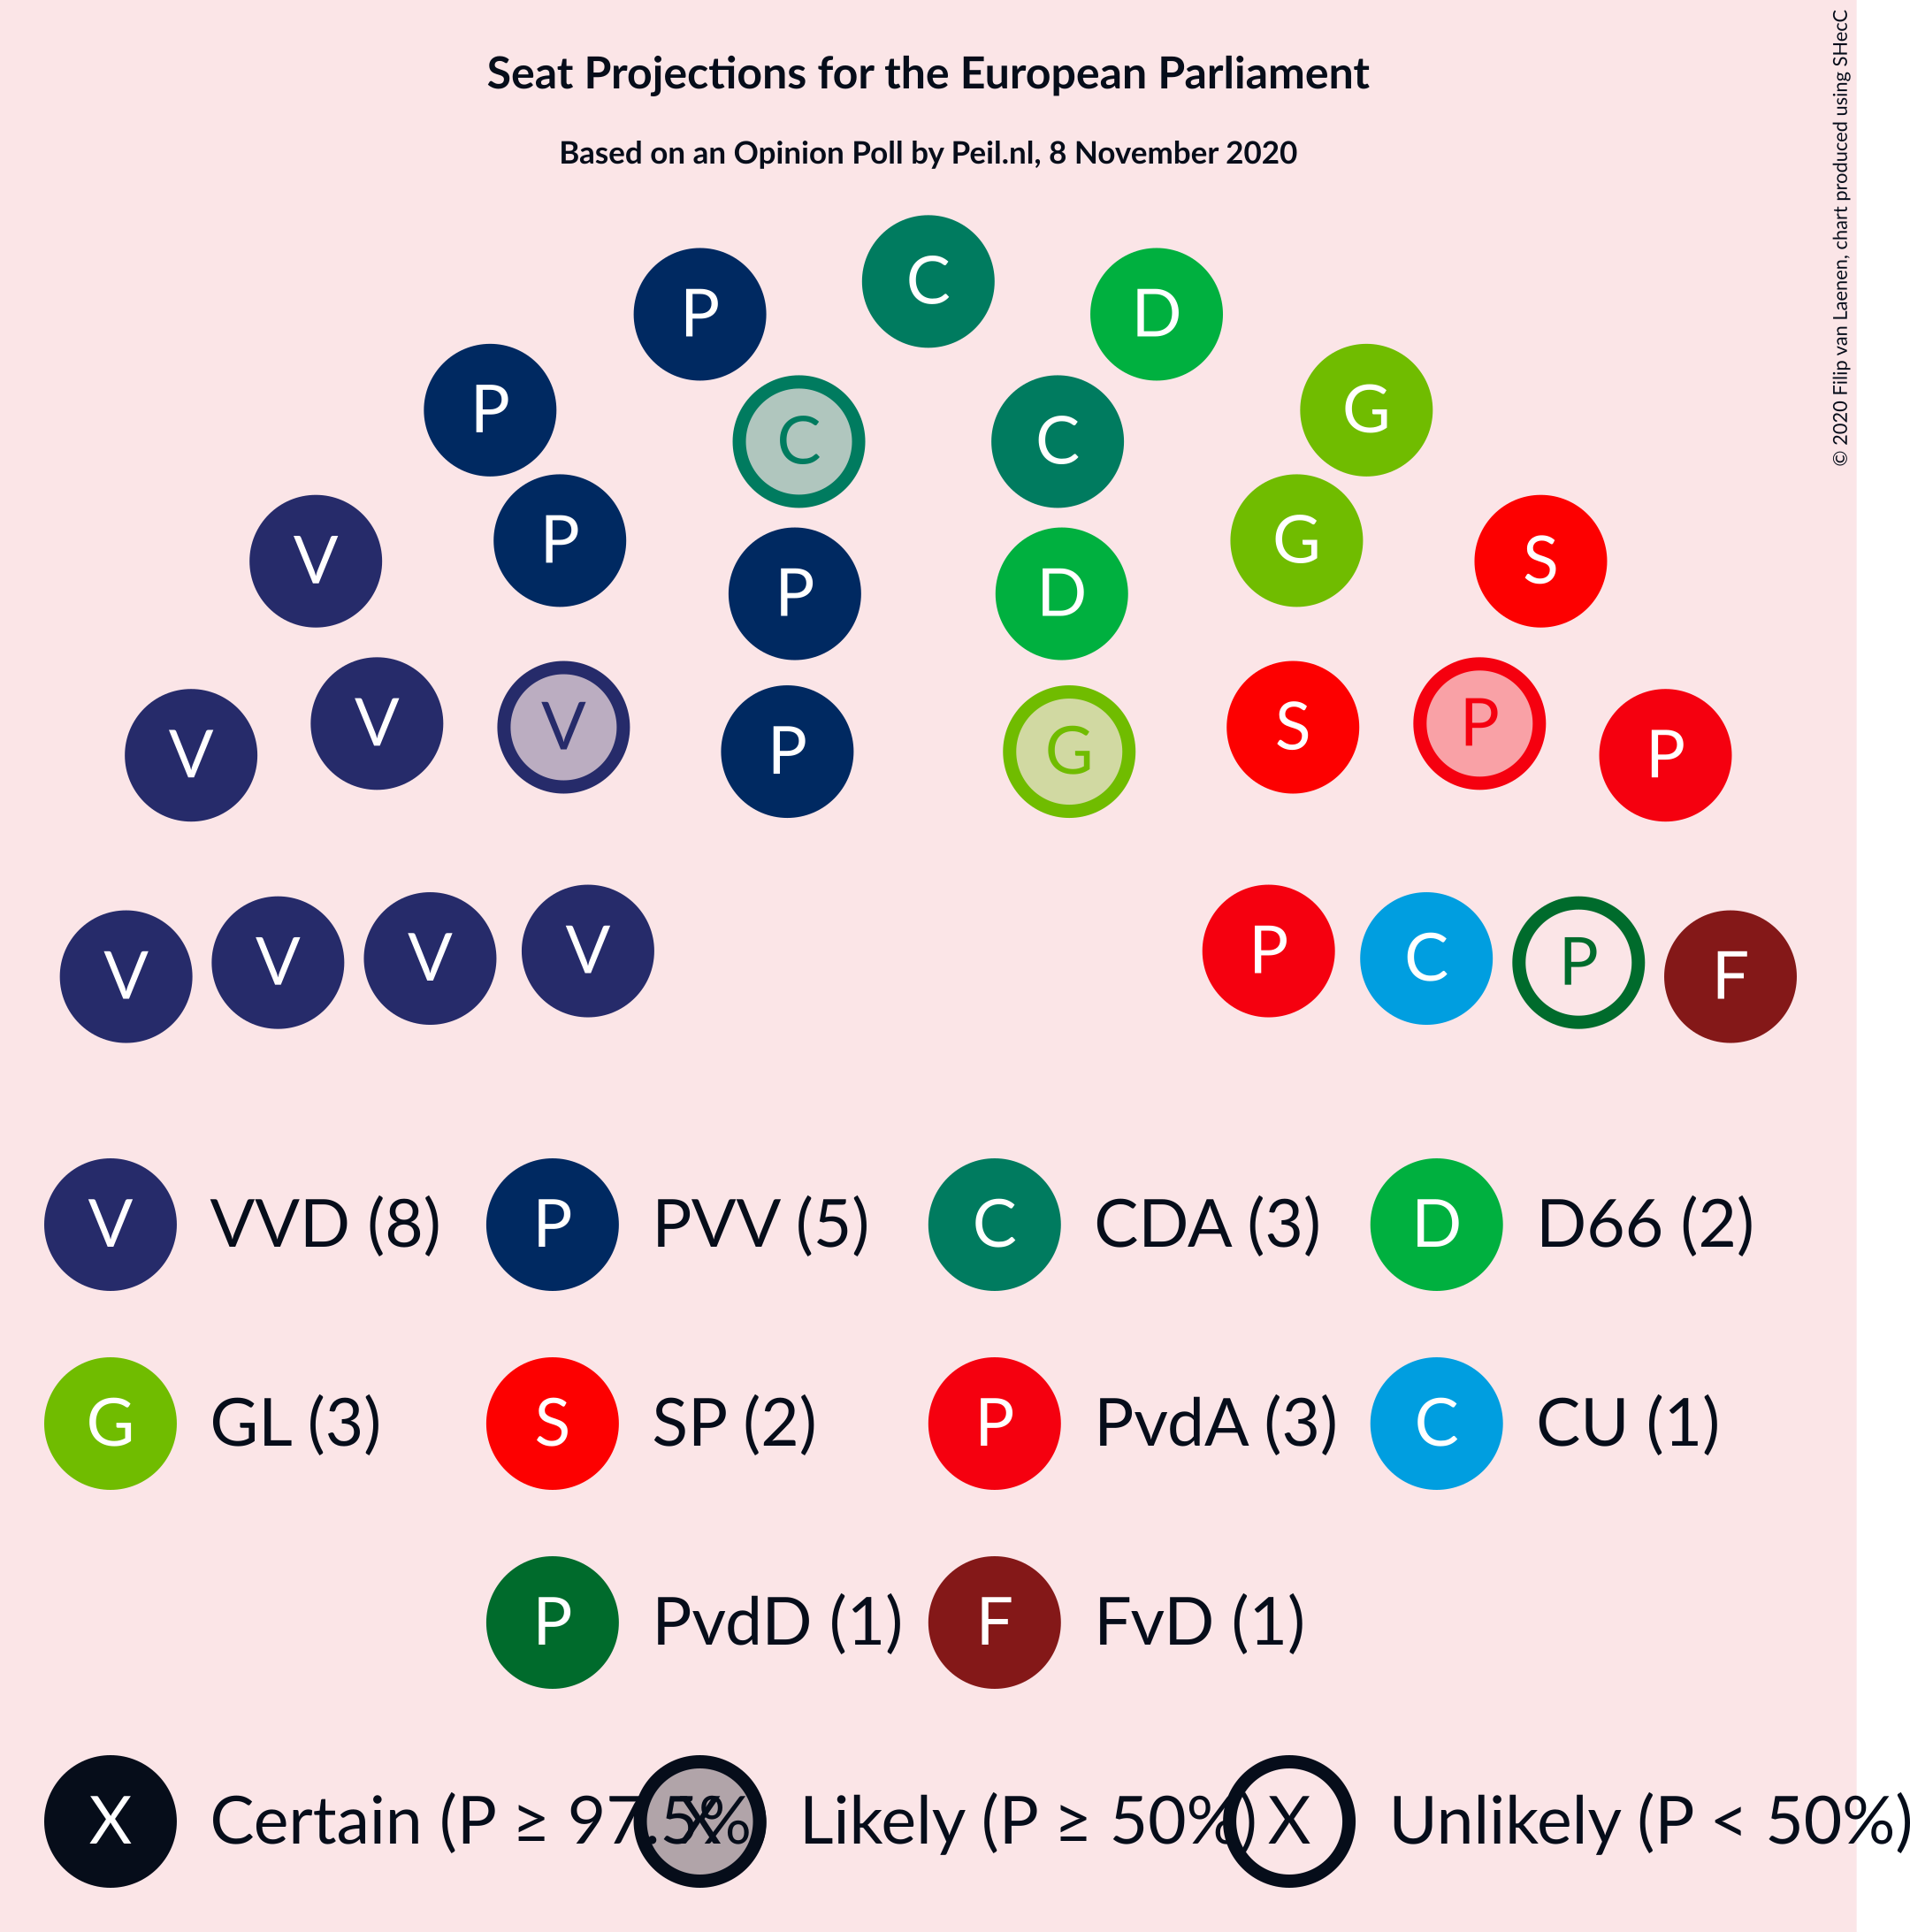 Seat Projections for the European Parliament
Based on an Opinion Poll by Peil.nl, 8 November 2020
© 2020 Filip van Laenen, chart produced using SHecC
C
P D
P G
C C
P G
V S
P D
V P
V V S P
V P G P
V P
V C
V P
V F
V VVD (8) P PVV (5) C CDA (3) D D66 (2)
G GL (3) S SP (2) P PvdA (3) C CU (1)
P PvdD (1) F FvD (1)
X Certain (P ≥ 97.5% X Likely (P ≥ 50%) X Unlikely (P < 50%)